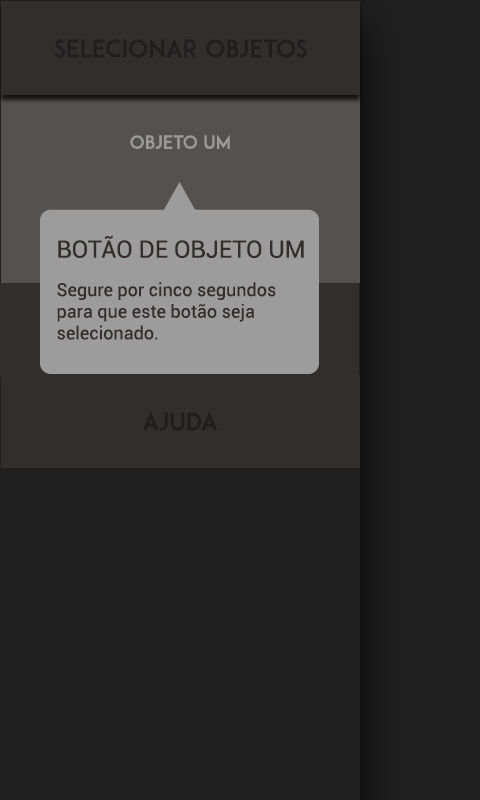 SELECIONAR OBJETOS
OBJETO UM
BOTÃO DE OBJETO UM
Segure por cinco segundos
para que este botão seja
selecionado.
AJUDA